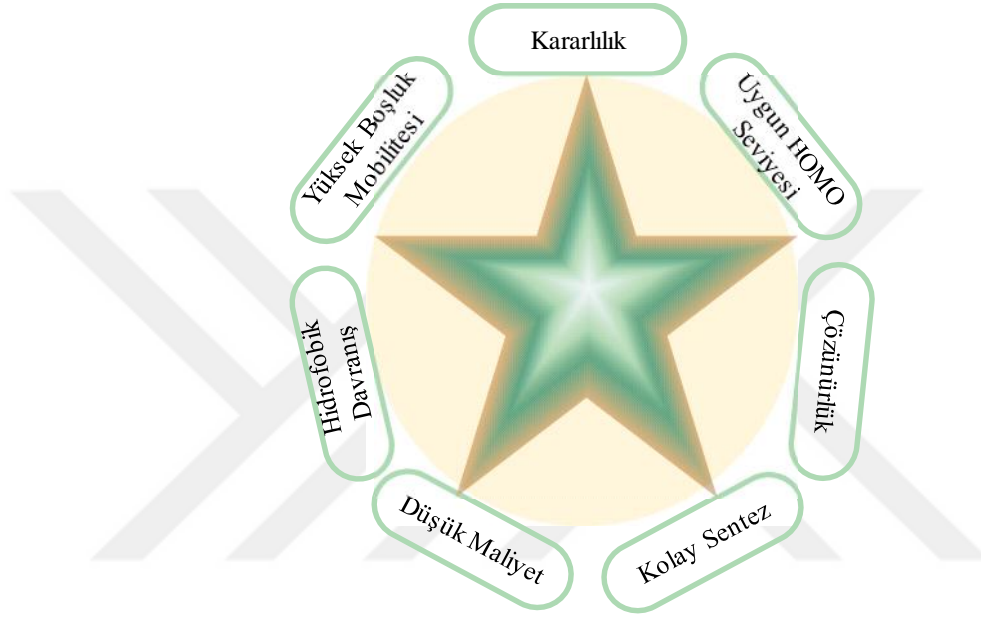 Kararlılık
Uygun HOMO
Seviyesi
Çözünürlük
Kolay Sentez
Düşük Maliyet
Hidrofobik
Davranış
Yüksek Boşluk
Mobilitesi